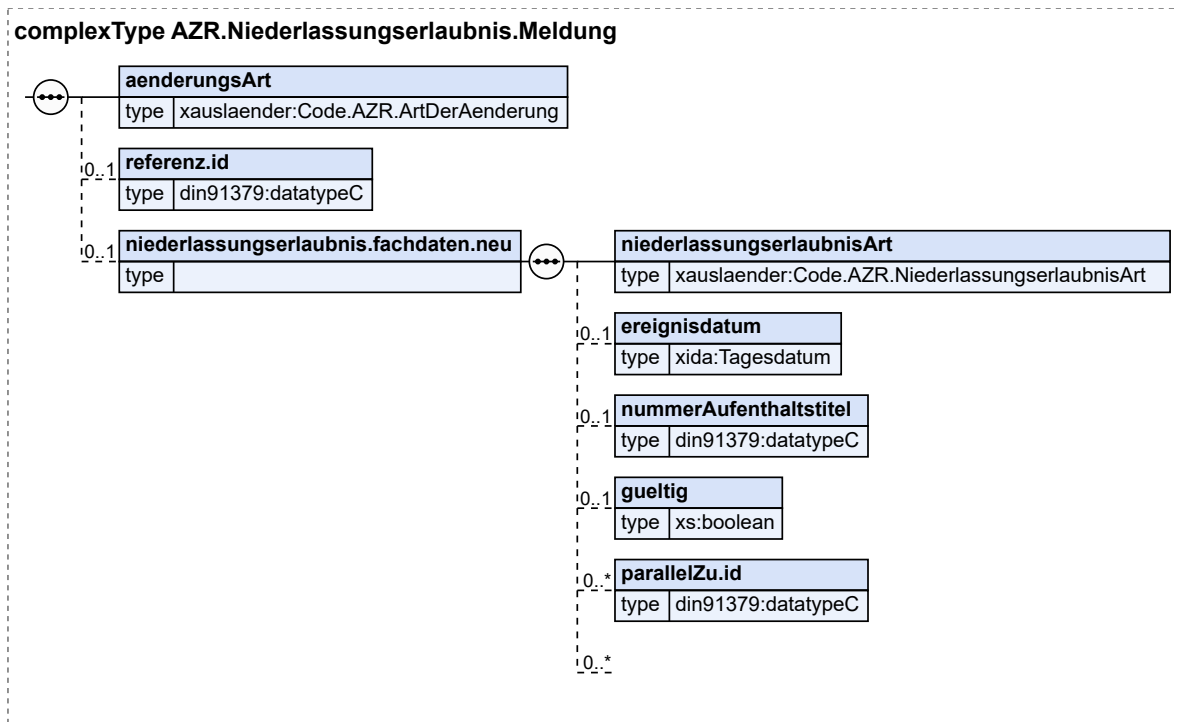 complexType AZR.Niederlassungserlaubnis.Meldung
aenderungsArt
type xauslaender:Code.AZR.ArtDerAenderung
0..1
referenz.id
type din91379:datatypeC
0..1
niederlassungserlaubnis.fachdaten.neu
type
niederlassungserlaubnisArt
type xauslaender:Code.AZR.NiederlassungserlaubnisArt
0..1
ereignisdatum
type xida:Tagesdatum
0..1
nummerAufenthaltstitel
type din91379:datatypeC
0..1
gueltig
type xs:boolean
0..*
parallelZu.id
type din91379:datatypeC
0..*